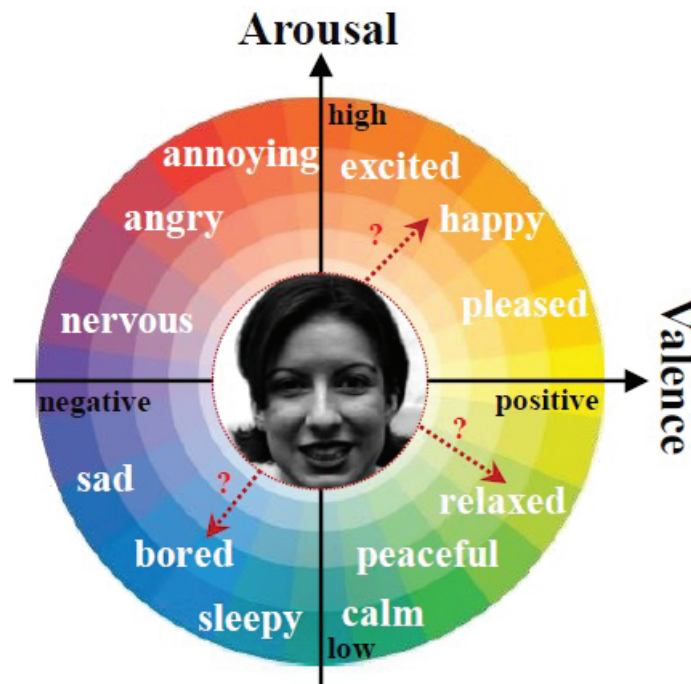 Arousal
high
annoying
excited
angry
happy
?
nervous
pleased
Valence
negative
positive
?
sad
?
relaxed
bored
peaceful
sleepy
calm
low